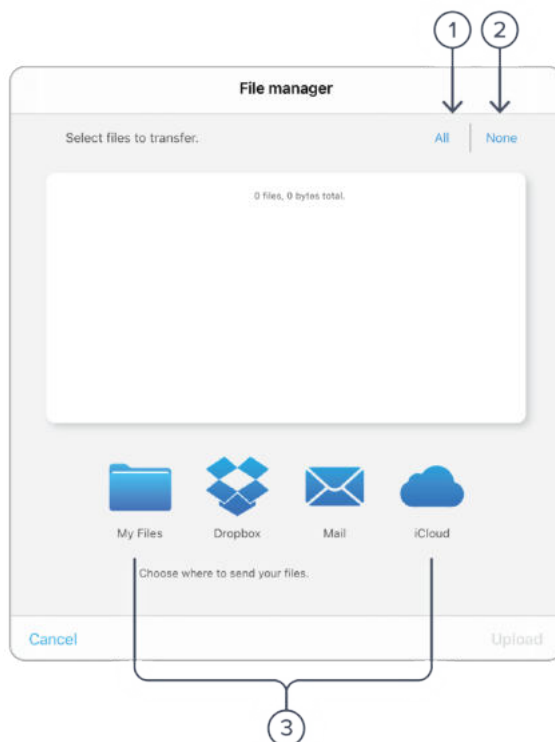 1 2
File manager
Select files to transfer. All None
0 files, 0 bytes total.
My Files Dropbox Mail iCloud
Choose where to send your files.
Cancel Upload
3